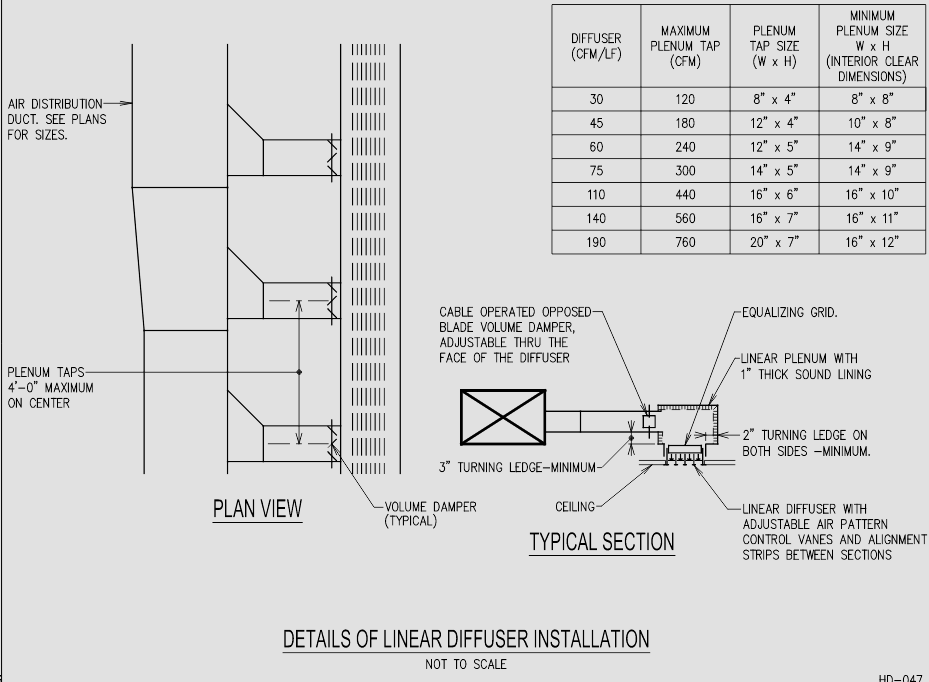 DIFFUSER
(CFM/LF)
MAXIMUM
PLENUM TAP
(CFM)
PLENUM
TAP SIZE
(W x H)
MINIMUM
PLENUM SIZE
W x H
(INTERIOR CLEAR
DIMENSIONS)
30 120 8" x 4" 8" x 8"
45 180 12" x 4" 10" x 8"
60 240 12" x 5" 14" x 9"
75 300 14" x 5" 14" x 9"
110 440 16" x 6" 16" x 10"
140 560 16" x 7" 16" x 11"
190 760 20" x 7" 16" x 12"
AIR DISTRIBUTION
DUCT. SEE PLANS
FOR SIZES.
PLENUM TAPS
4'-0" MAXIMUM
ON CENTER
VOLUME DAMPER
(TYPICAL)
PLAN VIEW
CABLE OPERATED OPPOSED
BLADE VOLUME DAMPER,
ADJUSTABLE THRU THE
FACE OF THE DIFFUSER
EQUALIZING GRID.
LINEAR PLENUM WITH
1" THICK SOUND LINING
2" TURNING LEDGE ON
BOTH SIDES -MINIMUM.
3" TURNING LEDGE-MINIMUM
CEILING
LINEAR DIFFUSER WITH
ADJUSTABLE AIR PATTERN
CONTROL VANES AND ALIGNMENT
STRIPS BETWEEN SECTIONS
TYPICAL SECTION
DETAILS OF LINEAR DIFFUSER INSTALLATION
NOT TO SCALE
HD-047